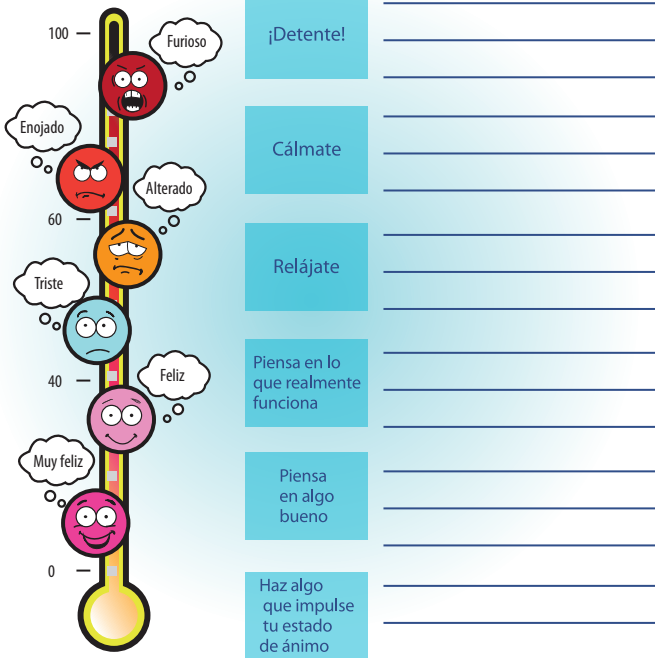 100
Furioso
Enojado
Alterado
60
Triste
40
Feliz
Muy feliz
0
¡Detente!
Cálmate
Relájate
Piensa en lo
que realmente
funciona
Piensa
en algo
bueno
Haz algo
que impulse
tu estado
de ánimo